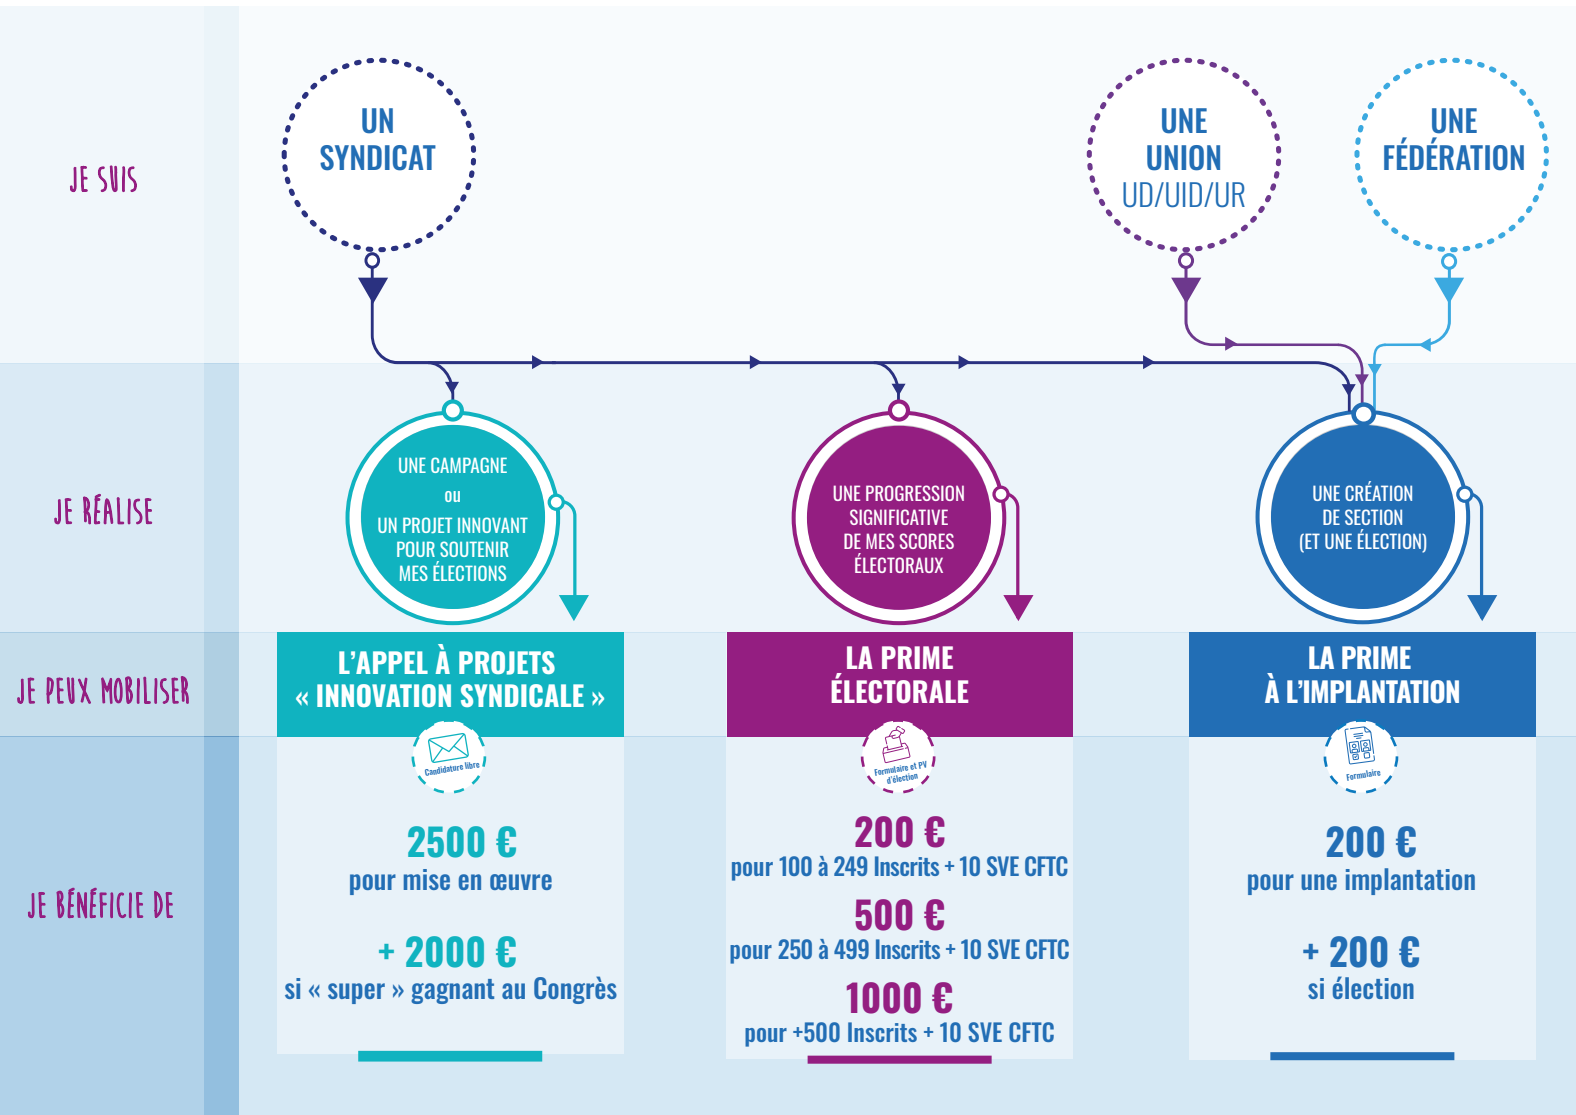 JE SUIS
UN
SYNDICAT
UNE
UNION
UD/UID/UR
UNE
FÉDÉRATION
JE RÉALISE
UNE CAMPAGNE
ou
UN PROJET INNOVANT
POUR SOUTENIR
MES ÉLECTIONS
UNE PROGRESSION
SIGNIFICATIVE
DE MES SCORES
ÉLECTORAUX
UNE CRÉATION
DE SECTION
(ET UNE ÉLECTION)
JE PEUX MOBILISER
L'APPEL À PROJETS
« INNOVATION SYNDICALE »
LA PRIME
ÉLECTORALE
LA PRIME
À L'IMPLANTATION
JE BÉNÉFICIE DE
Candidature libre
2500 €
pour mise en œuvre
+ 2000 €
si « super » gagnant au Congrès
Formulaire et PV
d'élection
200 €
pour 100 à 249 Inscrits + 10 SVE CFTC
500 €
pour 250 à 499 Inscrits + 10 SVE CFTC
1000 €
pour +500 Inscrits + 10 SVE CFTC
Formulaire
200 €
pour une implantation
+ 200 €
si élection